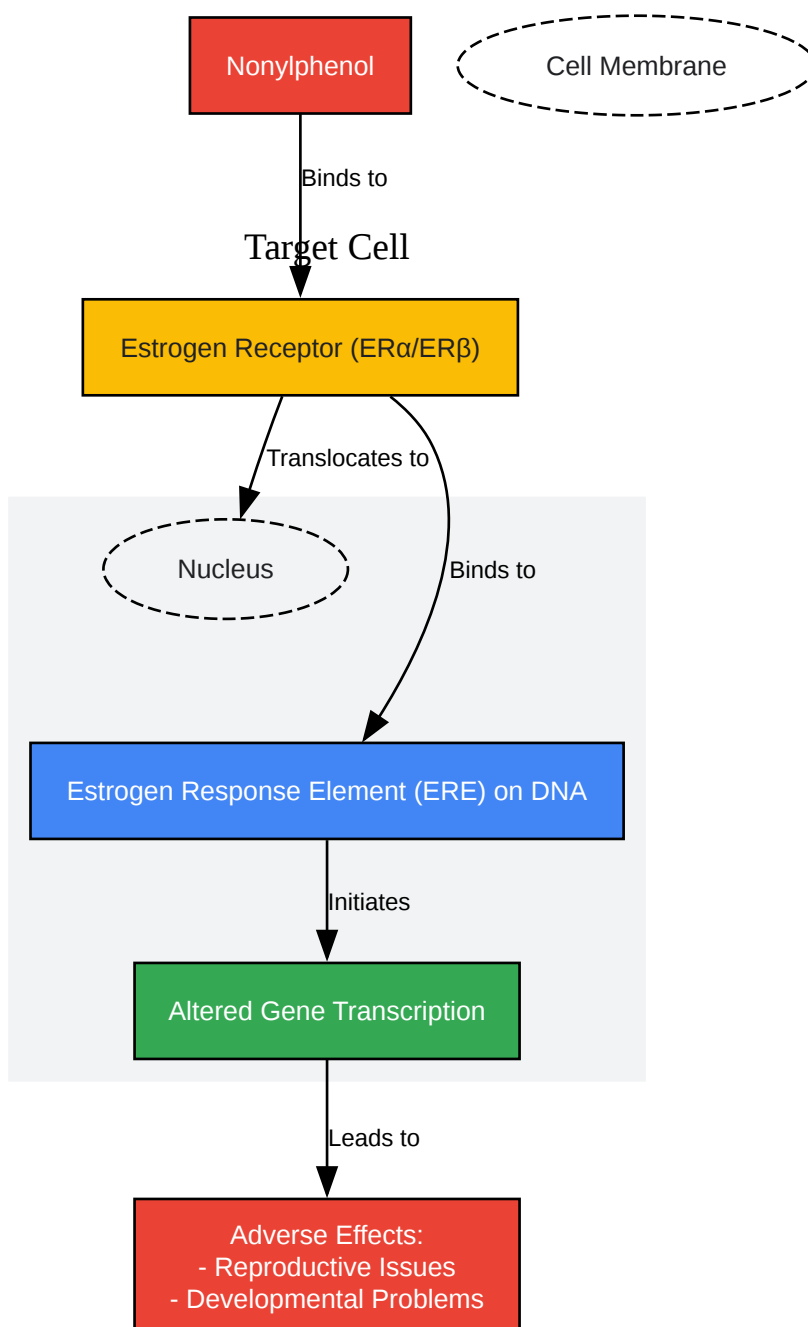 Nonylphenol
Cell Membrane
Binds to
Target Cell
Estrogen Receptor (ERα/ERβ)
Translocates to
Nucleus
Binds to
Estrogen Response Element (ERE) on DNA
Initiates
Altered Gene Transcription
Leads to
Adverse Effects:
- Reproductive Issues
- Developmental Problems